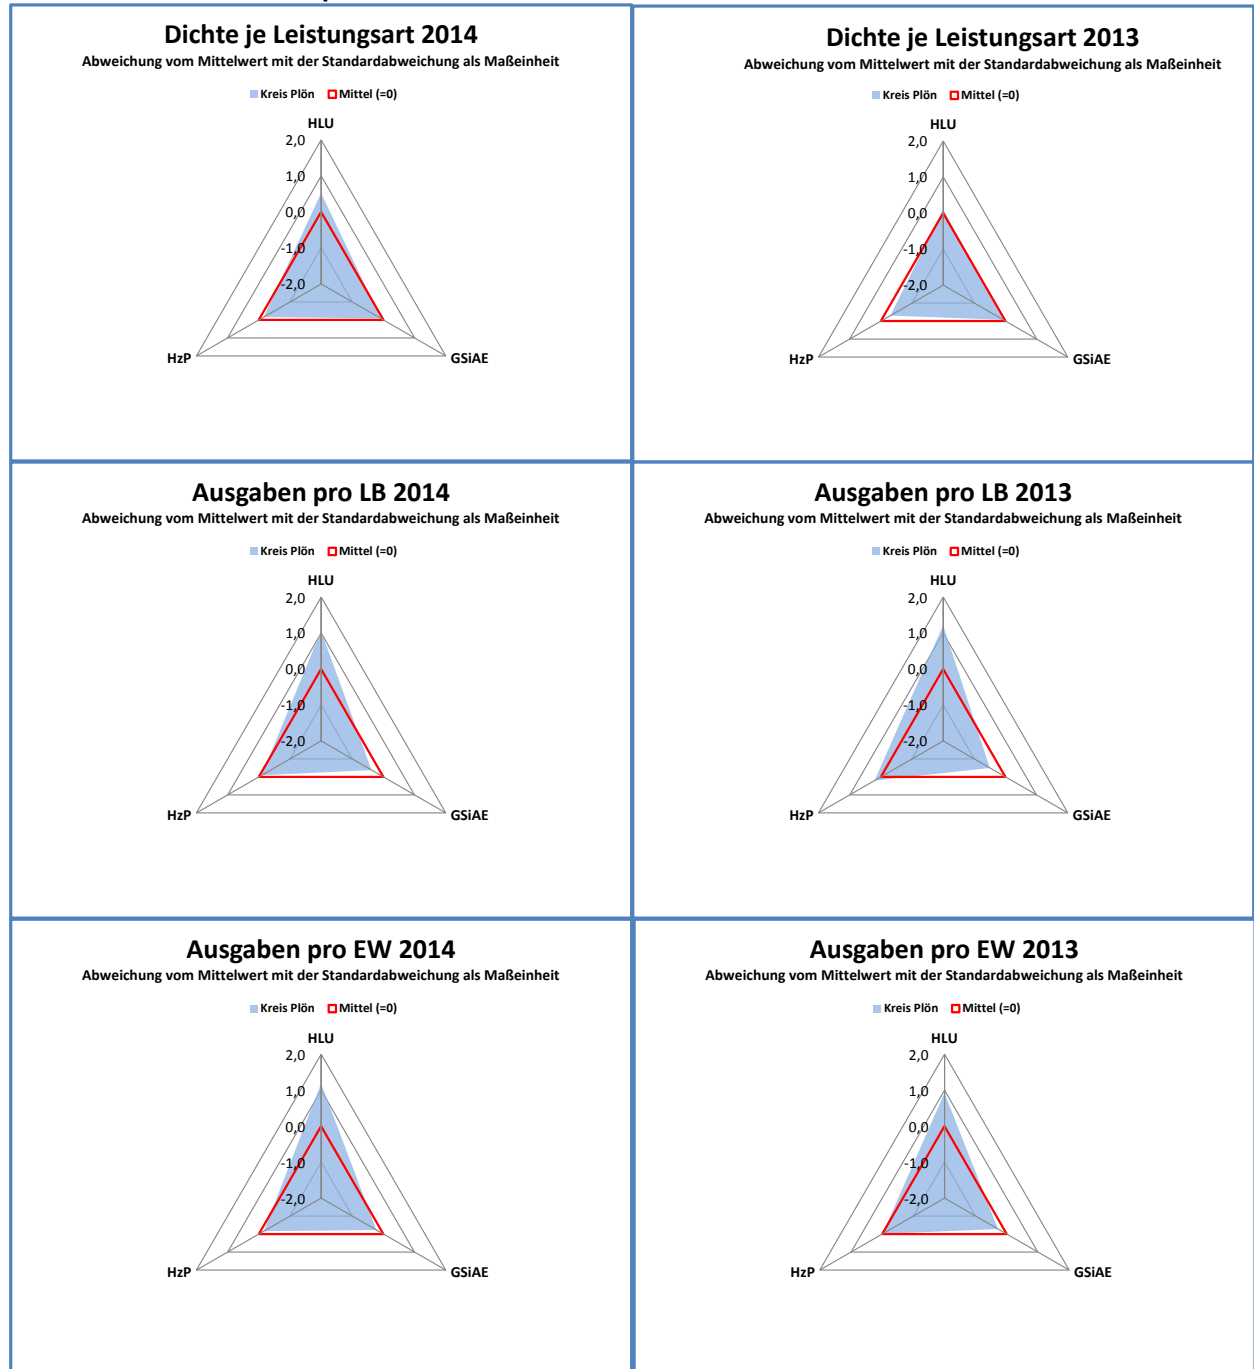 Dichte je Leistungsart 2014
Abweichung vom Mittelwert mit der Standardabweichung als Maßeinheit
Kreis Plön Mittel (=0)
HLU
2,0
1,0
0,0
-1,0
-2,0
HzP
GSiAE
Dichte je Leistungsart 2013
Abweichung vom Mittelwert mit der Standardabweichung als Maßeinheit
Kreis Plön Mittel (=0)
HLU
2,0
1,0
0,0
-1,0
-2,0
HzP
GSiAE
Ausgaben pro LB 2014
Abweichung vom Mittelwert mit der Standardabweichung als Maßeinheit
Kreis Plön Mittel (=0)
HLU
2,0
1,0
0,0
-1,0
-2,0
HzP
GSiAE
Ausgaben pro LB 2013
Abweichung vom Mittelwert mit der Standardabweichung als Maßeinheit
Kreis Plön Mittel (=0)
HLU
2,0
1,0
0,0
-1,0
-2,0
HzP
GSiAE
Ausgaben pro EW 2014
Abweichung vom Mittelwert mit der Standardabweichung als Maßeinheit
Kreis Plön Mittel (=0)
HLU
2,0
1,0
0,0
-1,0
-2,0
HzP
GSiAE
Ausgaben pro EW 2013
Abweichung vom Mittelwert mit der Standardabweichung als Maßeinheit
Kreis Plön Mittel (=0)
HLU
2,0
1,0
0,0
-1,0
-2,0
HzP
GSiAE